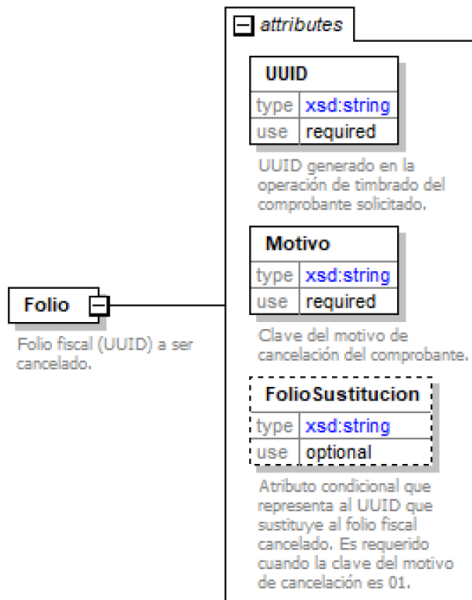 attributes
UUID
type xsd:string
use required
UUID generado en la
operación de timbrado del
comprobante solicitado.
Motivo
type xsd:string
use required
Clave del motivo de
cancelación del comprobante.
Folio
Folio fiscal (UUID) a ser
cancelado.
FolioSustitucion
type xsd:string
use optional
Atributo condicional que
representa al UUID que
sustituye al folio fiscal
cancelado. Es requerido
cuando la clave del motivo
de cancelación es 01.